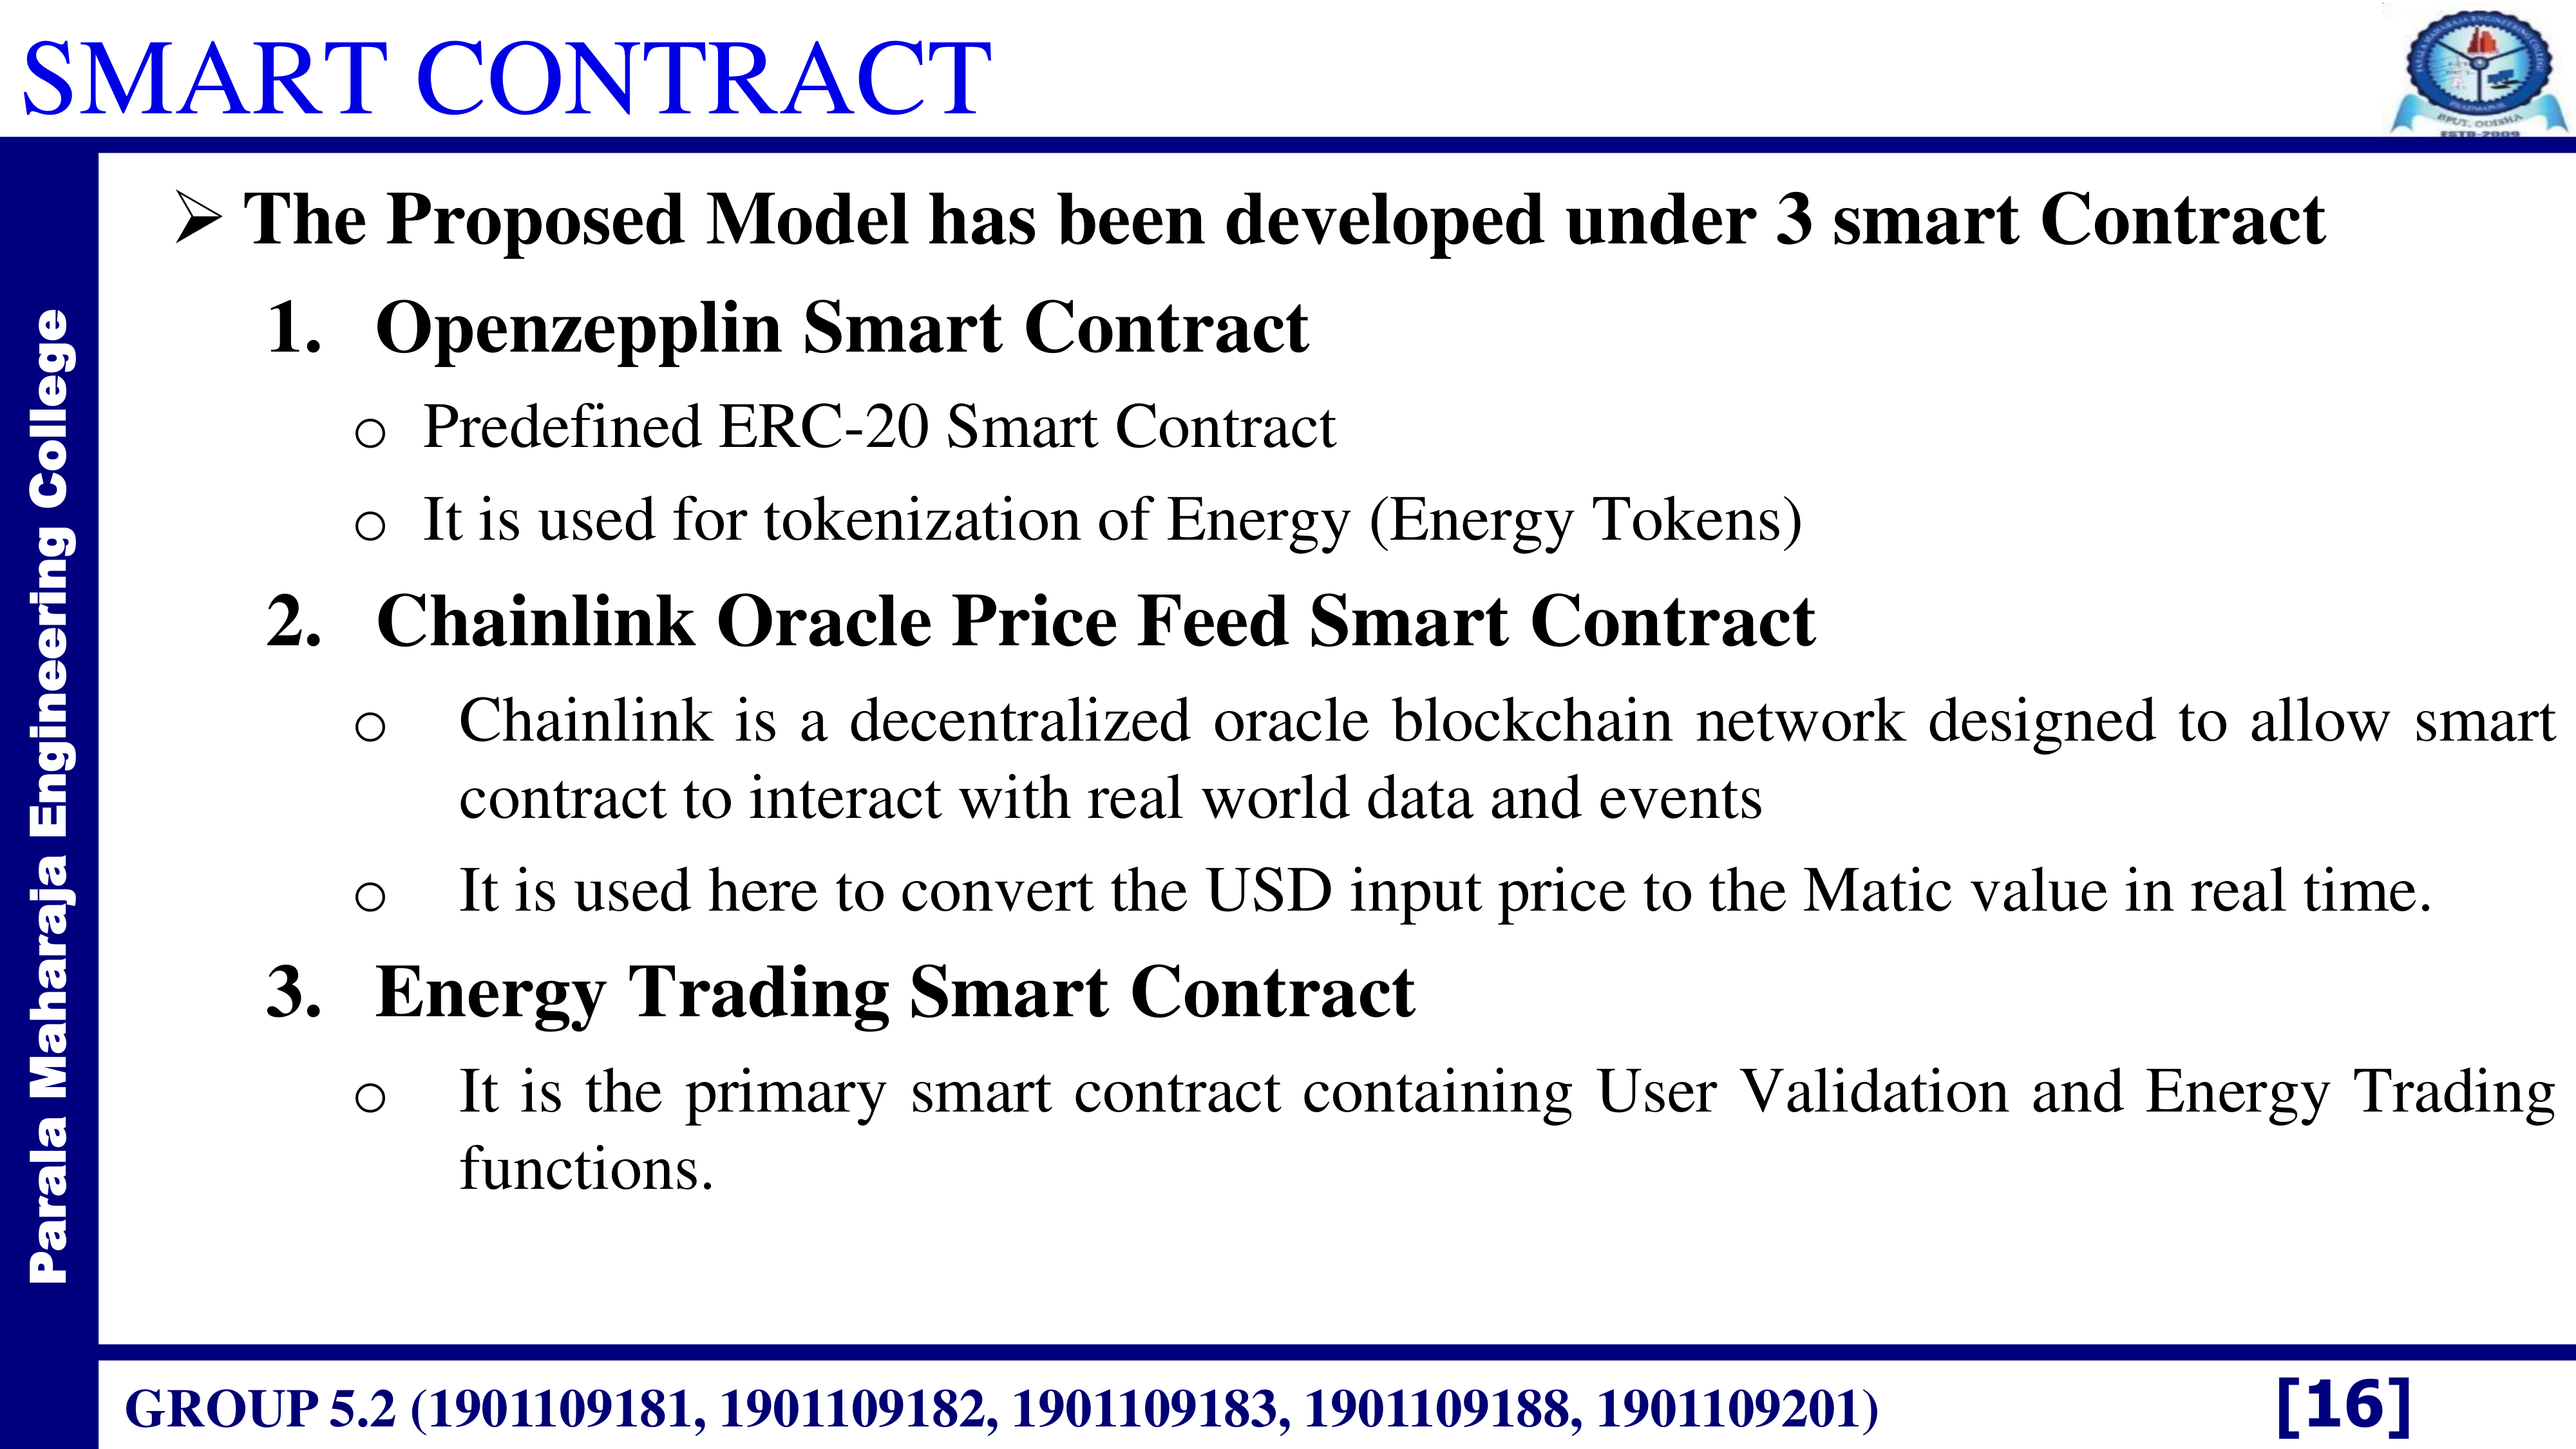 SMART CONTRACT
BPUT, ODISHA
ESTD-2009
➢ The Proposed Model has been developed under 3 smart Contract
1. Openzepplin Smart Contract
o Predefined ERC-20 Smart Contract
o It is used for tokenization of Energy (Energy Tokens)
2. Chainlink Oracle Price Feed Smart Contract
o Chainlink is a decentralized oracle blockchain network designed to allow smart
contract to interact with real world data and events
o It is used here to convert the USD input price to the Matic value in real time.
3. Energy Trading Smart Contract
o It is the primary smart contract containing User Validation and Energy Trading
functions.
Parala Maharaja Engineering College
GROUP 5.2 (1901109181, 1901109182, 1901109183, 1901109188, 1901109201)
[16]